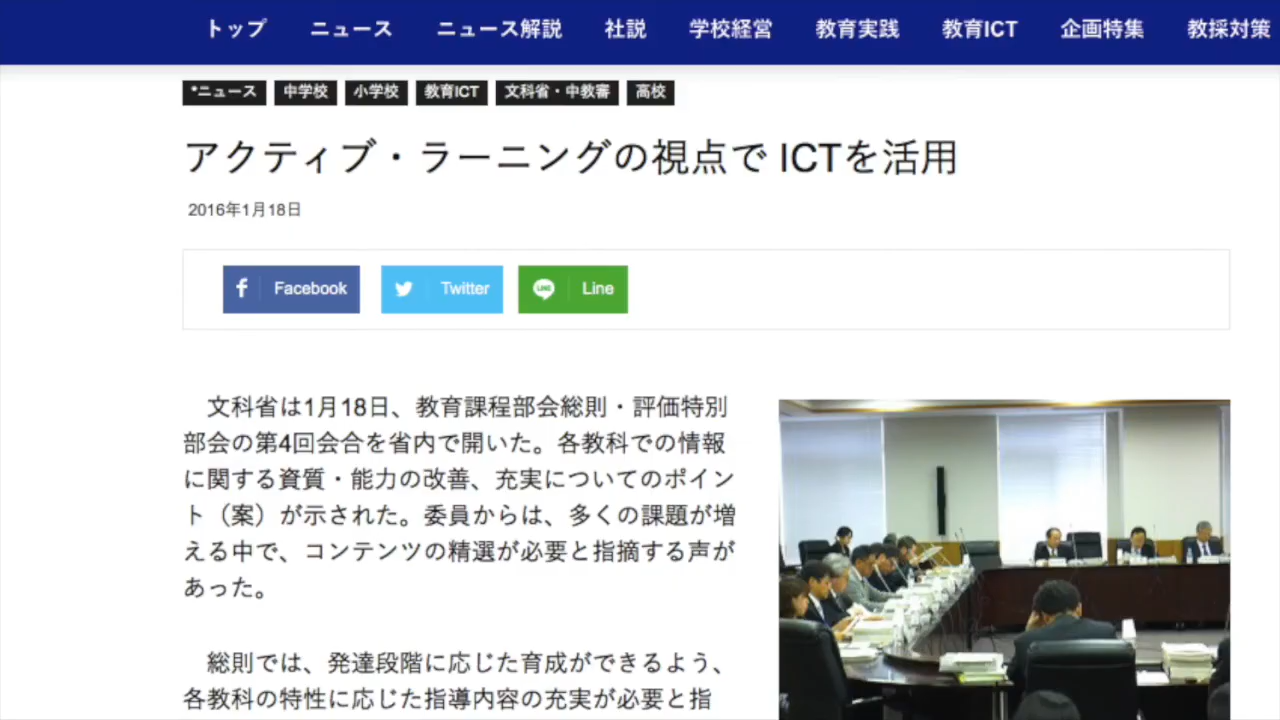 トップ ニュース ニュース解説 社説 学校経営 教育実践 教育ICT 企画特集 教採対策
*ニュース 中学校 小学校 教育ICT 文科省・中教審 高校
アクティブ・ラーニングの視点で ICTを活用
2016年1月18日
Facebook Twitter Line
文科省は1月18日、教育課程部会総則・評価特別
部会の第4回会合を省内で開いた。各教科での情報
に関する資質・能力の改善、充実についてのポイン
ト（案）が示された。委員からは、多くの課題が増
える中で、コンテンツの精選が必要と指摘する声が
あった。
総則では、発達段階に応じた育成ができるよう、
各教科の特性に応じた指導内容の充実が必要と指